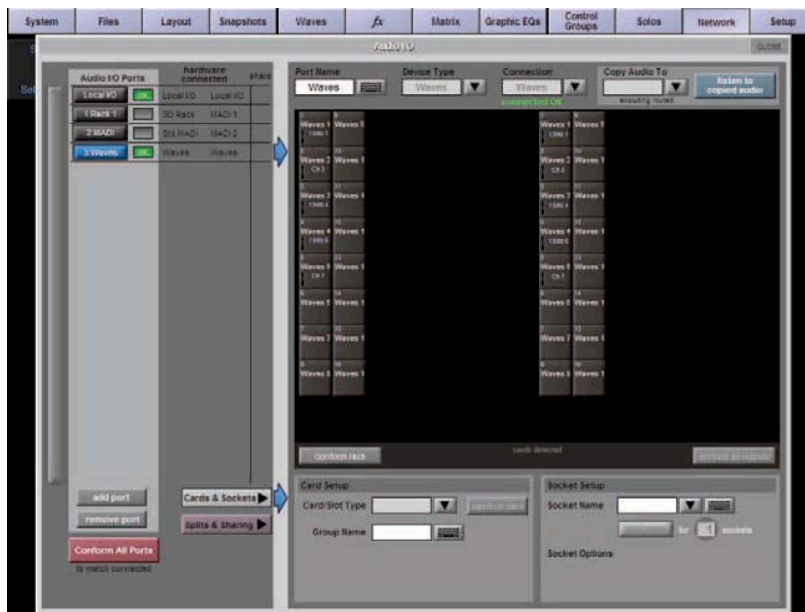 System Files Layout Snapshots Waves fx Matrix Graphic EQs Control Groups Solos Network Setup
Audio I/O CLOSE
Audio I/O Ports hardware connected share
Local I/O OK Local I/O Local I/O
1:Rack 1 SD Rack MADI 1
2:MADI Std MADI MADI 2
3:Waves OK Waves Waves
add port
remove port
Conform All Ports
to match connected
Cards & Sockets
Splits & Sharing
Port Name Device Type Connection Copy Audio To
Waves Waves Waves
connected OK
listen to copied audio
Waves 1 Waves 1 Waves 1 Waves 1
Waves 2 Waves 1 Waves 2 Waves 1
Waves 3 Waves 1 Waves 3 Waves 1
Waves 4 Waves 1 Waves 4 Waves 1
Waves 5 Waves 1 Waves 5 Waves 1
Ch 7 Ch 7
Waves 6 Waves 1 Waves 6 Waves 1
Waves 7 Waves 1 Waves 7 Waves 1
Waves 8 Waves 1 Waves 8 Waves 1
conform rack cards detected
Card Setup
Card/Slot Type conform card
Group Name
Socket Setup
Socket Name
for 1 sockets
Socket Options